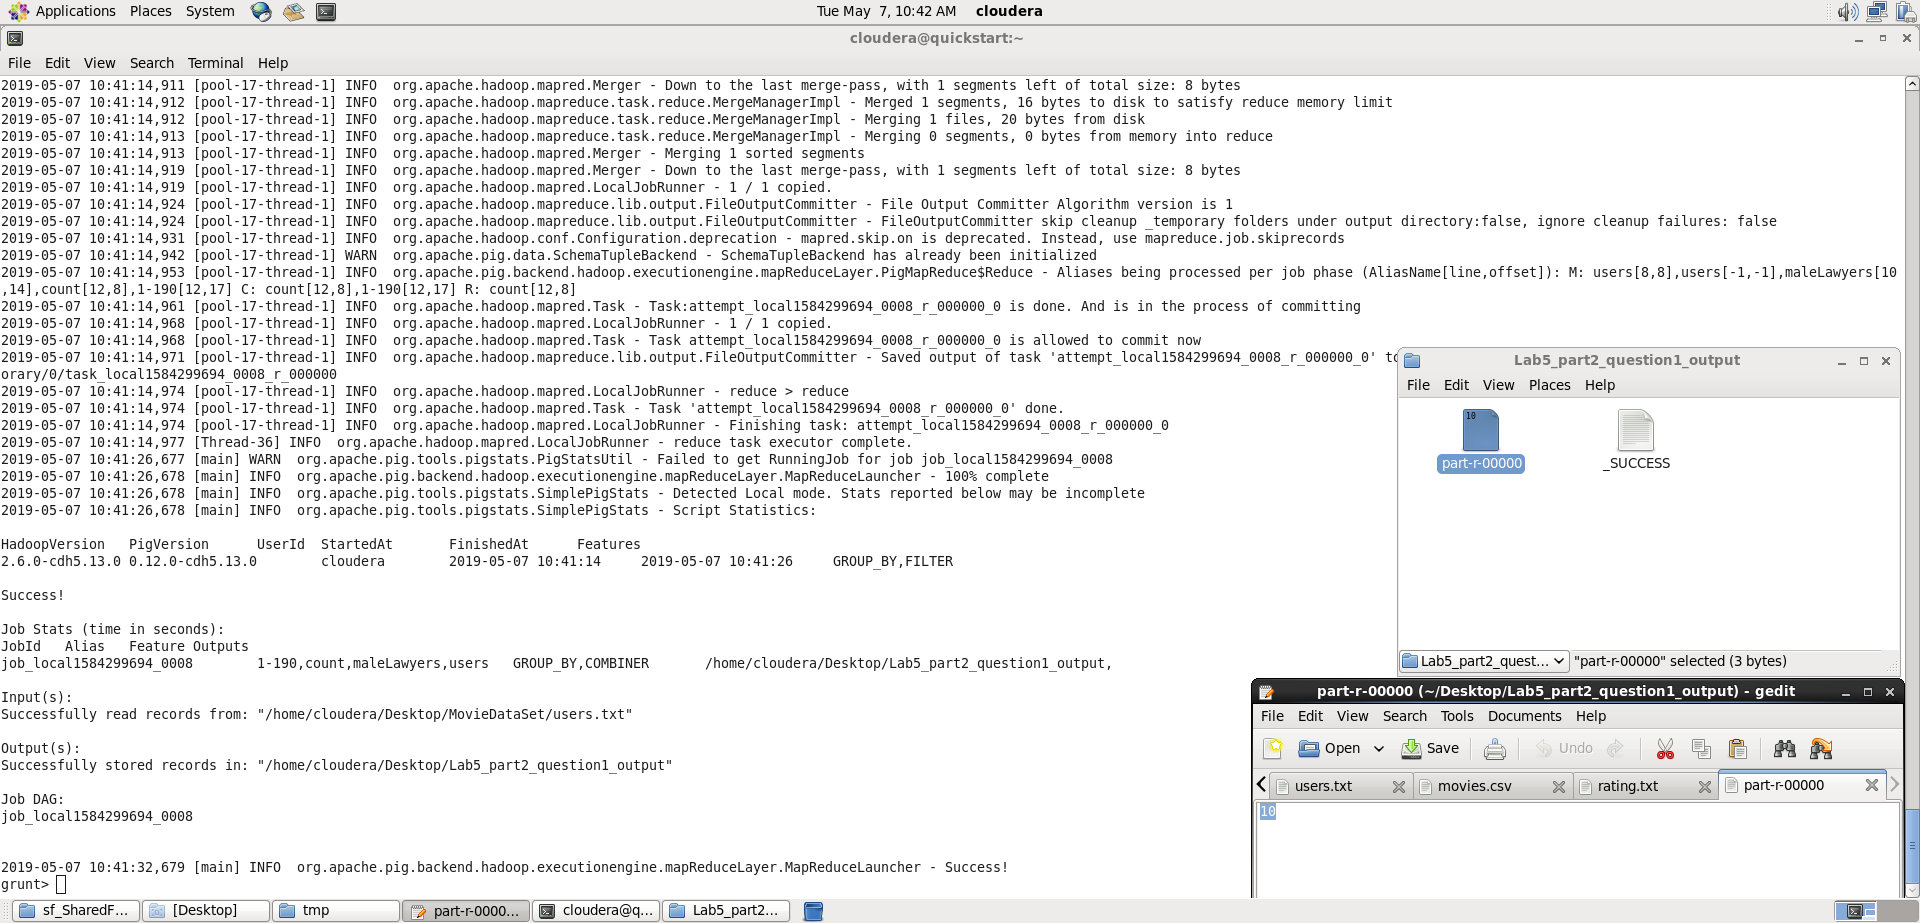 Applications Places System Tue May 7, 10:42 AM cloudera
cloudera@quickstart:~
File Edit View Search Terminal Help
2019-05-07 10:41:14,911 [pool-17-thread-1] INFO  org.apache.hadoop.mapred.Merger - Down to the last merge-pass, with 1 segments left of total size: 8 bytes
2019-05-07 10:41:14,912 [pool-17-thread-1] INFO  org.apache.hadoop.mapreduce.task.reduce.MergeManagerImpl - Merged 1 segments, 16 bytes to disk to satisfy reduce memory limit
2019-05-07 10:41:14,912 [pool-17-thread-1] INFO  org.apache.hadoop.mapreduce.task.reduce.MergeManagerImpl - Merging 1 files, 20 bytes from disk
2019-05-07 10:41:14,913 [pool-17-thread-1] INFO  org.apache.hadoop.mapreduce.task.reduce.MergeManagerImpl - Merging 0 segments, 0 bytes from memory into reduce
2019-05-07 10:41:14,913 [pool-17-thread-1] INFO  org.apache.hadoop.mapred.Merger - Merging 1 sorted segments
2019-05-07 10:41:14,919 [pool-17-thread-1] INFO  org.apache.hadoop.mapred.Merger - Down to the last merge-pass, with 1 segments left of total size: 8 bytes
2019-05-07 10:41:14,919 [pool-17-thread-1] INFO  org.apache.hadoop.mapred.LocalJobRunner - 1 / 1 copied.
2019-05-07 10:41:14,924 [pool-17-thread-1] INFO  org.apache.hadoop.mapreduce.lib.output.FileOutputCommitter - File Output Committer Algorithm version is 1
2019-05-07 10:41:14,924 [pool-17-thread-1] INFO  org.apache.hadoop.mapreduce.lib.output.FileOutputCommitter - FileOutputCommitter skip cleanup _temporary folders under output directory:false, ignore cleanup failures: false
2019-05-07 10:41:14,931 [pool-17-thread-1] INFO  org.apache.hadoop.conf.Configuration.deprecation - mapred.skip.on is deprecated. Instead, use mapreduce.job.skiprecords
2019-05-07 10:41:14,942 [pool-17-thread-1] WARN  org.apache.pig.data.SchemaTupleBackend - SchemaTupleBackend has already been initialized
2019-05-07 10:41:14,953 [pool-17-thread-1] INFO  org.apache.pig.backend.hadoop.executionengine.mapReduceLayer.PigMapReduce$Reduce - Aliases being processed per job phase (AliasName[line,offset]): M: users[8,8],users[-1,-1],maleLawyers[10
,14],count[12,8],1-190[12,17] C: count[12,8],1-190[12,17] R: count[12,8]
2019-05-07 10:41:14,961 [pool-17-thread-1] INFO  org.apache.hadoop.mapred.Task - Task:attempt_local1584299694_0008_r_000000_0 is done. And is in the process of committing
2019-05-07 10:41:14,968 [pool-17-thread-1] INFO  org.apache.hadoop.mapred.LocalJobRunner - 1 / 1 copied.
2019-05-07 10:41:14,968 [pool-17-thread-1] INFO  org.apache.hadoop.mapred.Task - Task attempt_local1584299694_0008_r_000000_0 is allowed to commit now
2019-05-07 10:41:14,971 [pool-17-thread-1] INFO  org.apache.hadoop.mapreduce.lib.output.FileOutputCommitter - Saved output of task 'attempt_local1584299694_0008_r_000000_0' to
orary/0/task_local1584299694_0008_r_000000
2019-05-07 10:41:14,974 [pool-17-thread-1] INFO  org.apache.hadoop.mapred.LocalJobRunner - reduce > reduce
2019-05-07 10:41:14,974 [pool-17-thread-1] INFO  org.apache.hadoop.mapred.Task - Task 'attempt_local1584299694_0008_r_000000_0' done.
2019-05-07 10:41:14,974 [pool-17-thread-1] INFO  org.apache.hadoop.mapred.LocalJobRunner - Finishing task: attempt_local1584299694_0008_r_000000_0
2019-05-07 10:41:14,977 [Thread-36] INFO  org.apache.hadoop.mapred.LocalJobRunner - reduce task executor complete.
2019-05-07 10:41:26,677 [main] WARN  org.apache.pig.tools.pigstats.PigStatsUtil - Failed to get RunningJob for job job_local1584299694_0008
2019-05-07 10:41:26,678 [main] INFO  org.apache.pig.backend.hadoop.executionengine.mapReduceLayer.MapReduceLauncher - 100% complete
2019-05-07 10:41:26,678 [main] INFO  org.apache.pig.tools.pigstats.SimplePigStats - Detected Local mode. Stats reported below may be incomplete
2019-05-07 10:41:26,678 [main] INFO  org.apache.pig.tools.pigstats.SimplePigStats - Script Statistics:
HadoopVersion PigVersion UserId StartedAt FinishedAt Features
2.6.0-cdh5.13.0 0.12.0-cdh5.13.0 cloudera 2019-05-07 10:41:14 2019-05-07 10:41:26 GROUP_BY,FILTER
Success!
Job Stats (time in seconds):
JobId Alias Feature Outputs
job_local1584299694_0008 1-190,count,maleLawyers,users GROUP_BY,COMBINER /home/cloudera/Desktop/Lab5_part2_question1_output,
Input(s):
Successfully read records from: "/home/cloudera/Desktop/MovieDataSet/users.txt"
Output(s):
Successfully stored records in: "/home/cloudera/Desktop/Lab5_part2_question1_output"
Job DAG:
job_local1584299694_0008
2019-05-07 10:41:32,679 [main] INFO  org.apache.pig.backend.hadoop.executionengine.mapReduceLayer.MapReduceLauncher - Success!
grunt>
Lab5_part2_question1_output
File Edit View Places Help
10
part-r-00000 _SUCCESS
Lab5_part2_quest... "part-r-00000" selected (3 bytes)
part-r-00000 (~/Desktop/Lab5_part2_question1_output) - gedit
File Edit View Search Tools Documents Help
Open Save Undo
users.txt movies.csv rating.txt part-r-00000
10
sf_SharedF... [Desktop] tmp part-r-0000... cloudera@q... Lab5_part2...